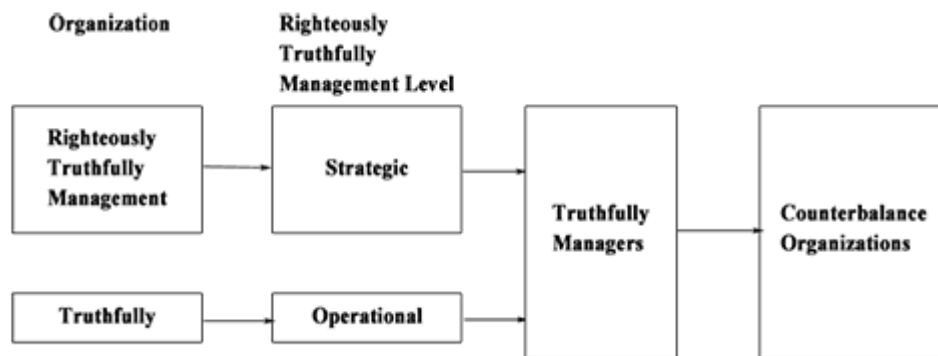 Organization
Righteously
Truthfully
Management Level
Righteously
Truthfully
Management
Strategic
Truthfully
Managers
Counterbalance
Organizations
Truthfully
Operational